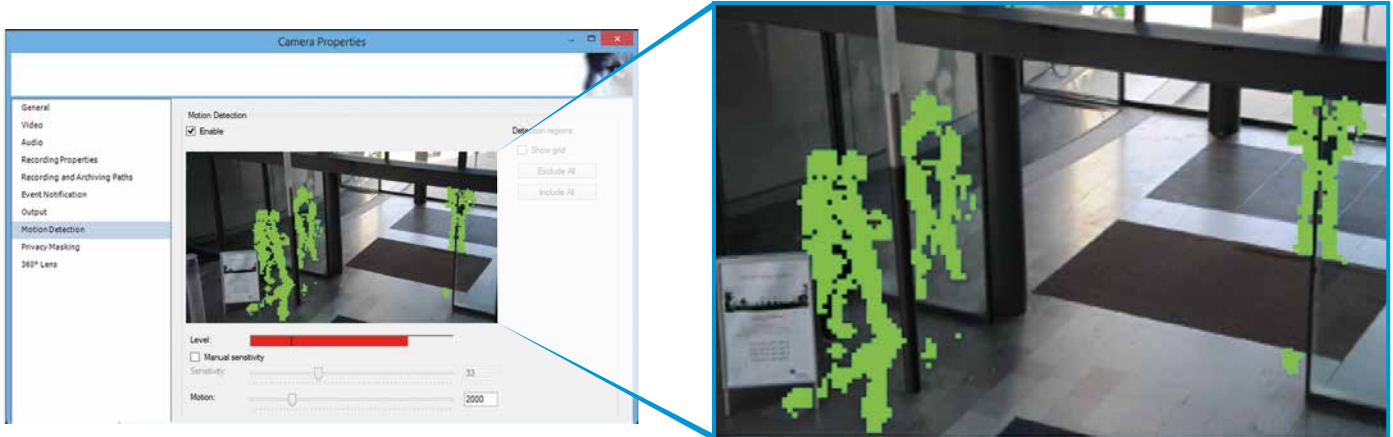 Camera Properties
General
Video
Audio
Recording Properties
Recording and Archiving Paths
Event Notification
Output
Motion Detection
Privacy Masking
360° Lens
Motion Detection
Enable
Detection regions:
Show grid
Exclude All
Include All
Level:
Manual sensitivity
Sensitivity:
33
Motion:
2000